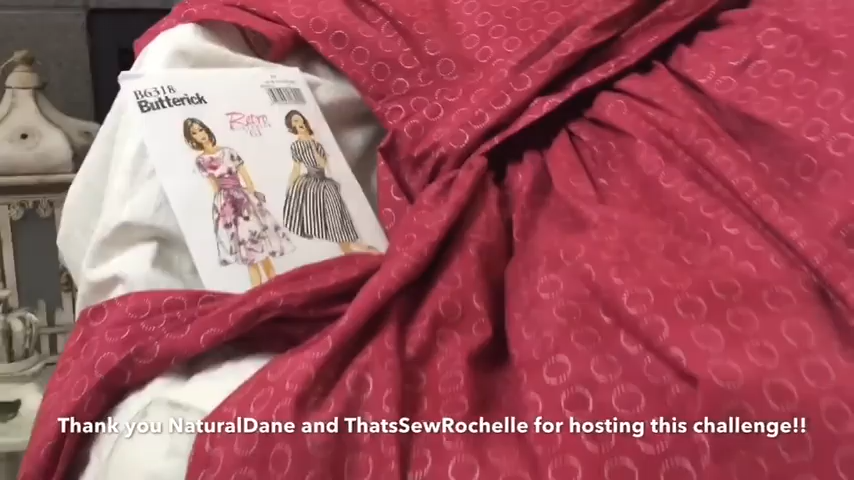 B6318
Butterick
Retro
Thank you NaturalDane and ThatsSewRochelle for hosting this challenge!!